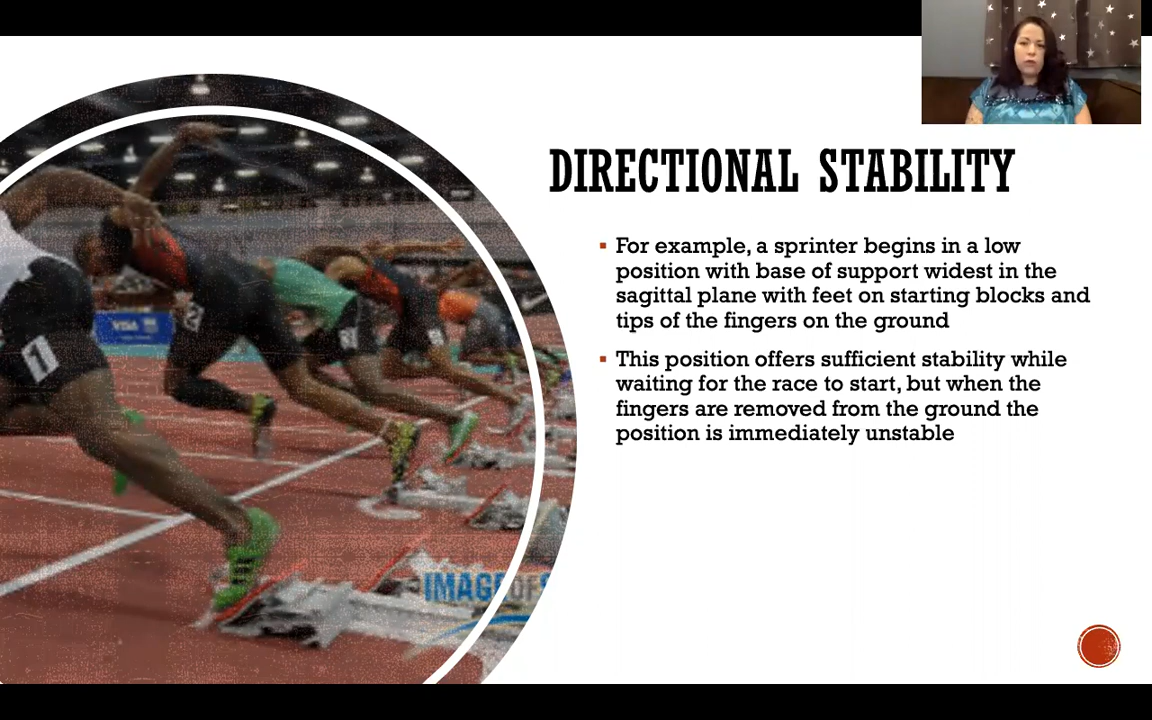 DIRECTIONAL STABILITY
▪ For example, a sprinter begins in a low
position with base of support widest in the
sagittal plane with feet on starting blocks and
tips of the fingers on the ground
▪ This position offers sufficient stability while
waiting for the race to start, but when the
fingers are removed from the ground the
position is immediately unstable
VISA
2
1
IMAGEOFS